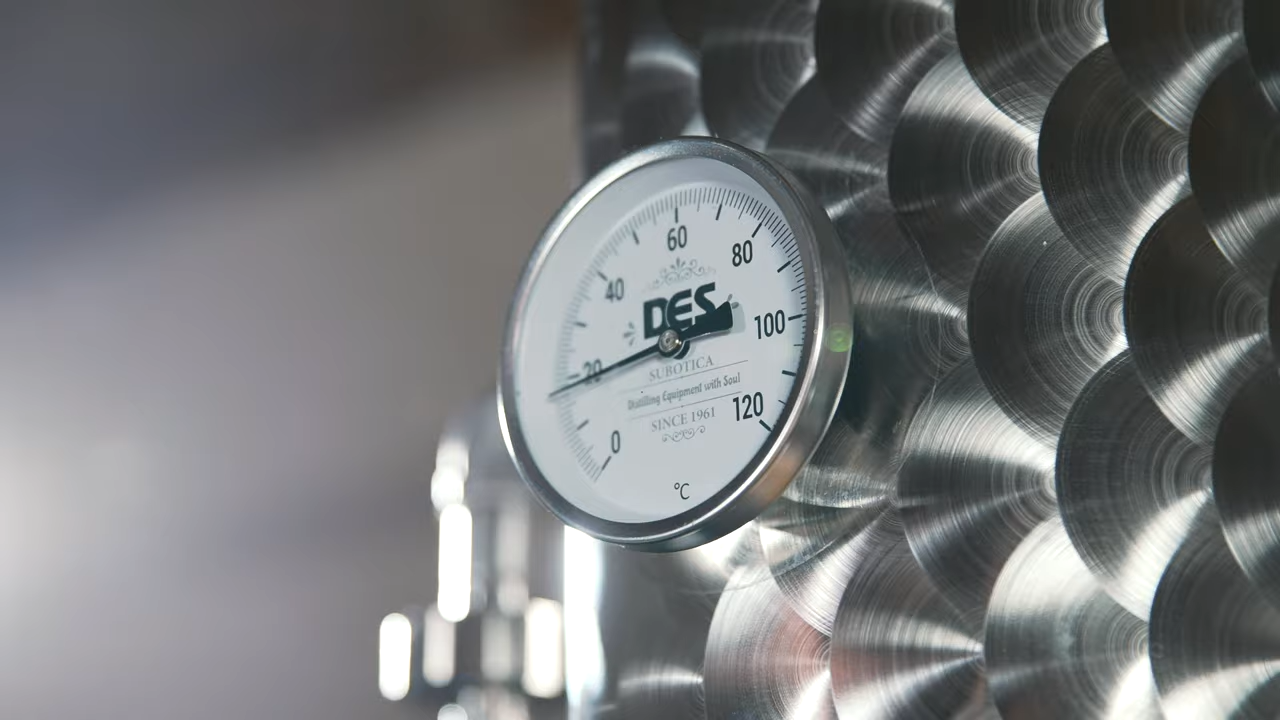 60
40
80
DES
100
20
SUBOTICA
Distilling Equipment with Soul
120
SINCE 1961
0
°C